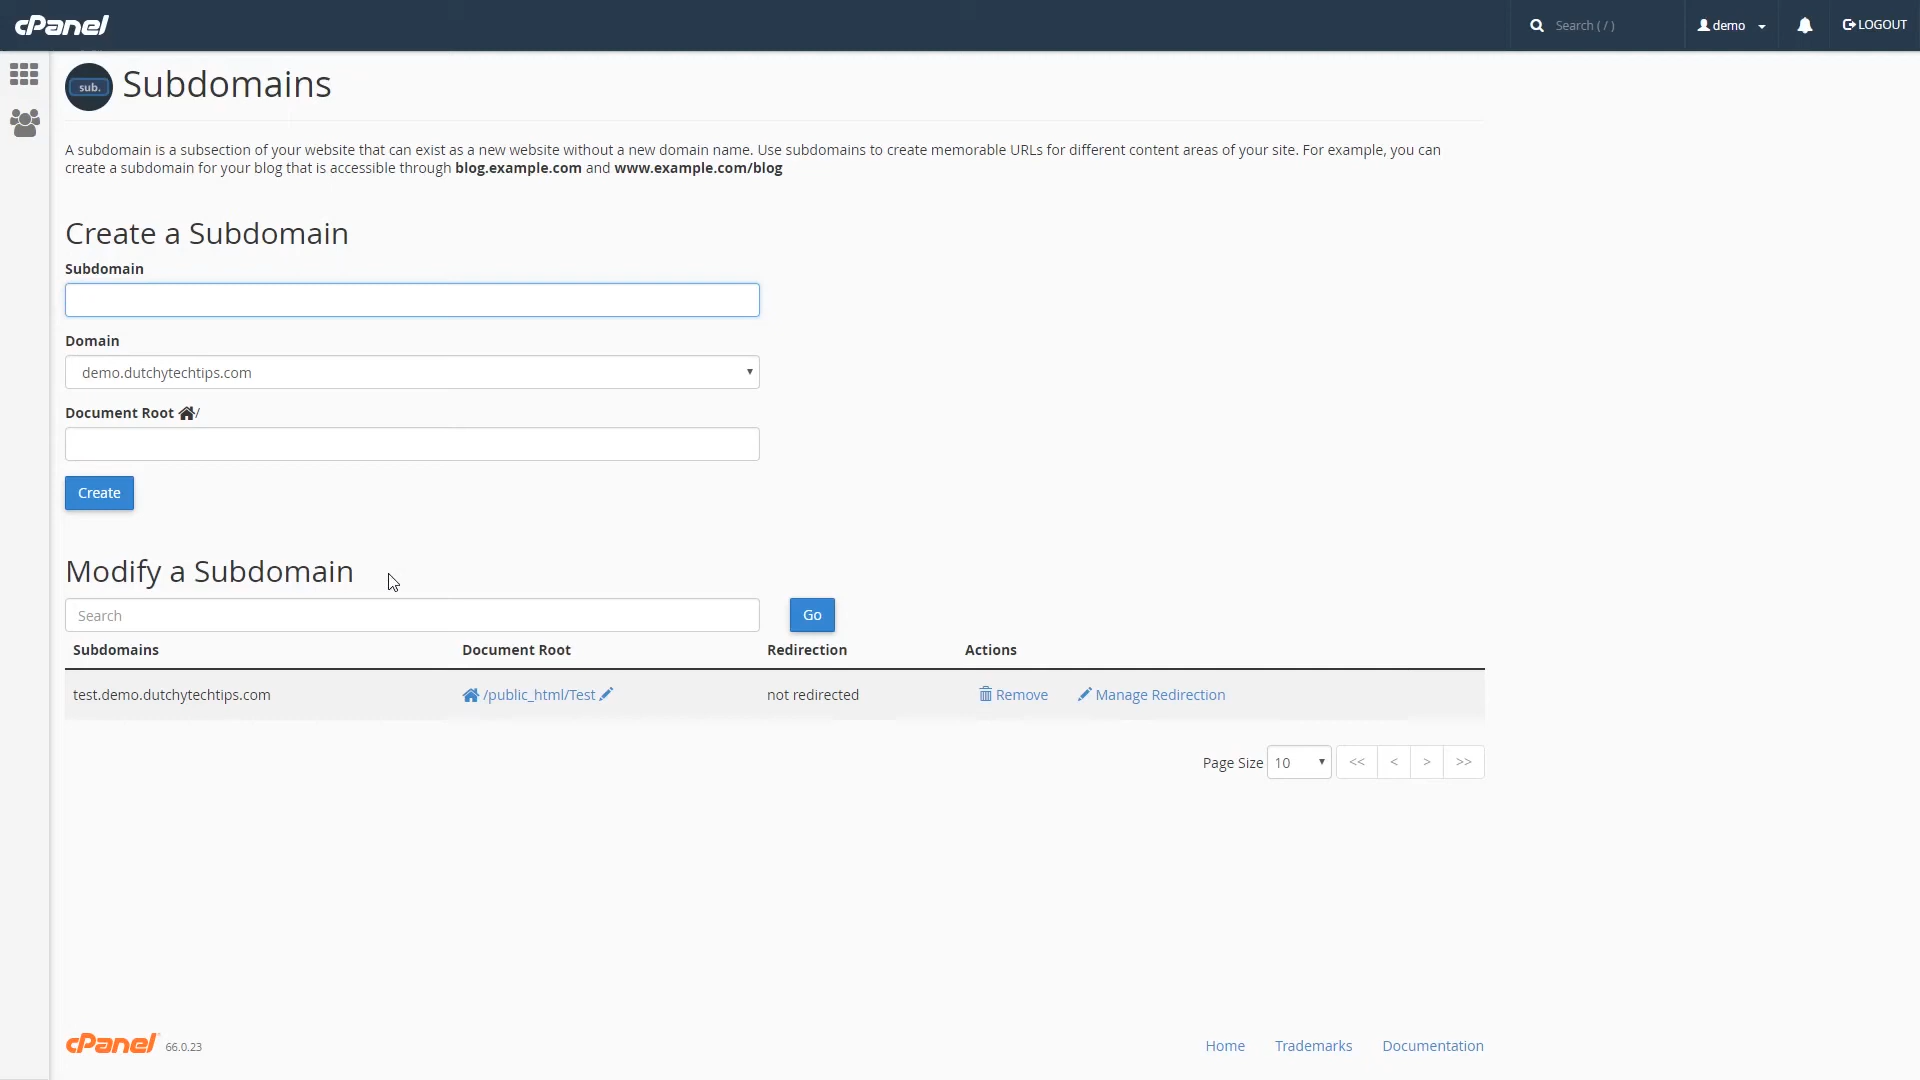 cPanel
Search ( / )
demo
LOGOUT
sub.
Subdomains
A subdomain is a subsection of your website that can exist as a new website without a new domain name. Use subdomains to create memorable URLs for different content areas of your site. For example, you can
create a subdomain for your blog that is accessible through blog.example.com and www.example.com/blog
Create a Subdomain
Subdomain
Domain
demo.dutchytechtips.com
Document Root /
Create
Modify a Subdomain
Search
Go
Subdomains Document Root Redirection Actions
test.demo.dutchytechtips.com /public_html/Test not redirected Remove Manage Redirection
Page Size 10 << < > >>
cPanel 66.0.23
Home Trademarks Documentation